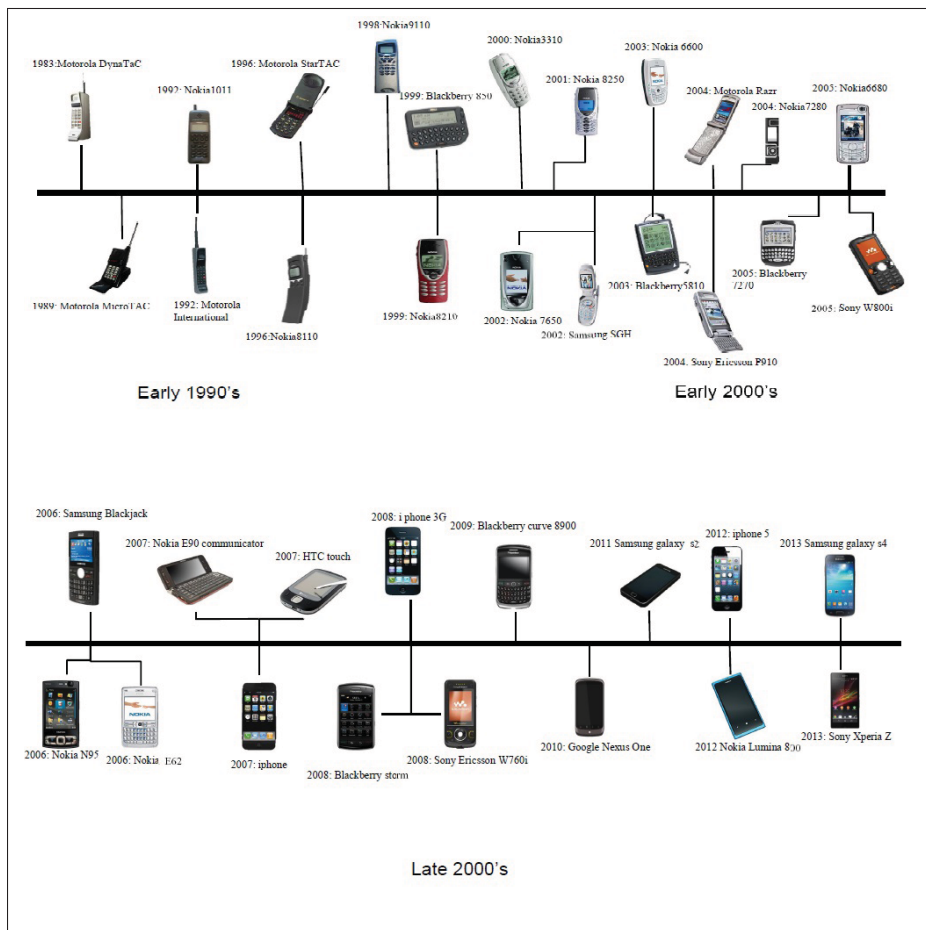 1998:Nokia9110
2000: Nokia3310
2003: Nokia 6600
1983:Motorola DynaTaC
1996: Motorola StarTAC
1992: Nokia1011
1999: Blackberry 850
2001: Nokia 8250
2004: Motorola Razr
2004: Nokia7280
2003: Nokia6680
1989: Motorola MicroTAC
1992: Motorola
International
1996:Nokia8110
1999: Nokia8210
NOKIA
2002: Nokia 7650
2002: Samsung SGH
2003: Blackberry5810
2004. Sony Ericsson P910
2005: Blackberry
7270
2005: Sony W800i
Early 1990's
Early 2000's
2006: Samsung Blackjack
2007: Nokia E90 communicator
2007: HTC touch
2008: i phone 3G
2009: Blackberry curve 8900
2011 Samsung galaxy s2
2012: iphone 5
2013 Samsung galaxy s4
NOKIA
2006: Nokia N95
2006: Nokia E62
2007: iphone
2008: Blackberry storm
2008: Sony Ericsson W760i
2010: Google Nexus One
2012 Nokia Lumina 800
2013: Sony Xperia Z
Late 2000's